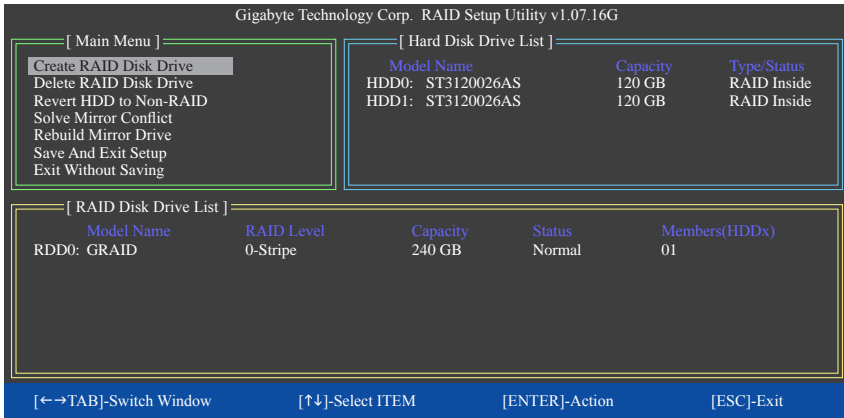 Gigabyte Technology Corp. RAID Setup Utility v1.07.16G
[ Main Menu ]
Create RAID Disk Drive
Delete RAID Disk Drive
Revert HDD to Non-RAID
Solve Mirror Conflict
Rebuild Mirror Drive
Save And Exit Setup
Exit Without Saving
[ Hard Disk Drive List ]
Model Name Capacity Type/Status
HDD0: ST3120026AS 120 GB RAID Inside
HDD1: ST3120026AS 120 GB RAID Inside
[ RAID Disk Drive List ]
Model Name RAID Level Capacity Status Members(HDDx)
RDD0: GRAID 0-Stripe 240 GB Normal 01
[←→TAB]-Switch Window [↑↓]-Select ITEM [ENTER]-Action [ESC]-Exit